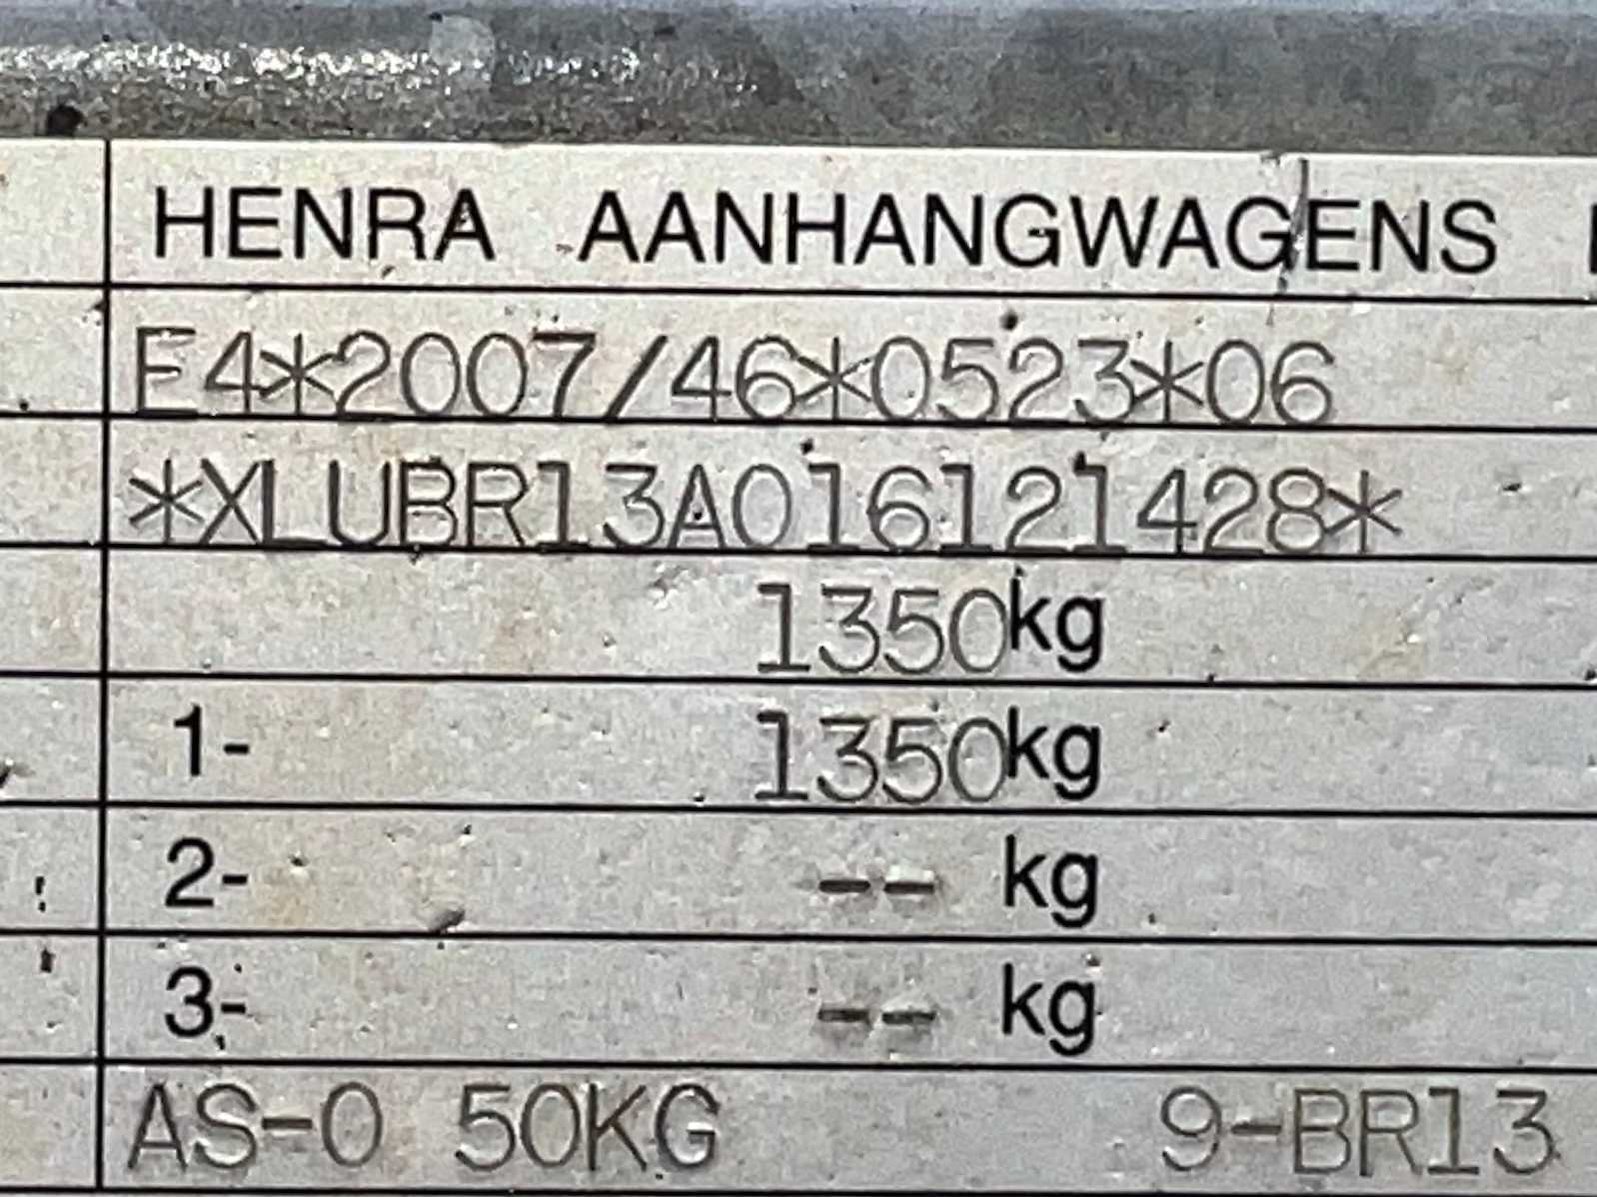 HENRA AANHANGWAGENS
E4*2007/46*0523*06
*XLUBR13A016121428*
1350kg
1- 1350kg
2- -- kg
3- -- kg
AS-0 50KG 9-BR13